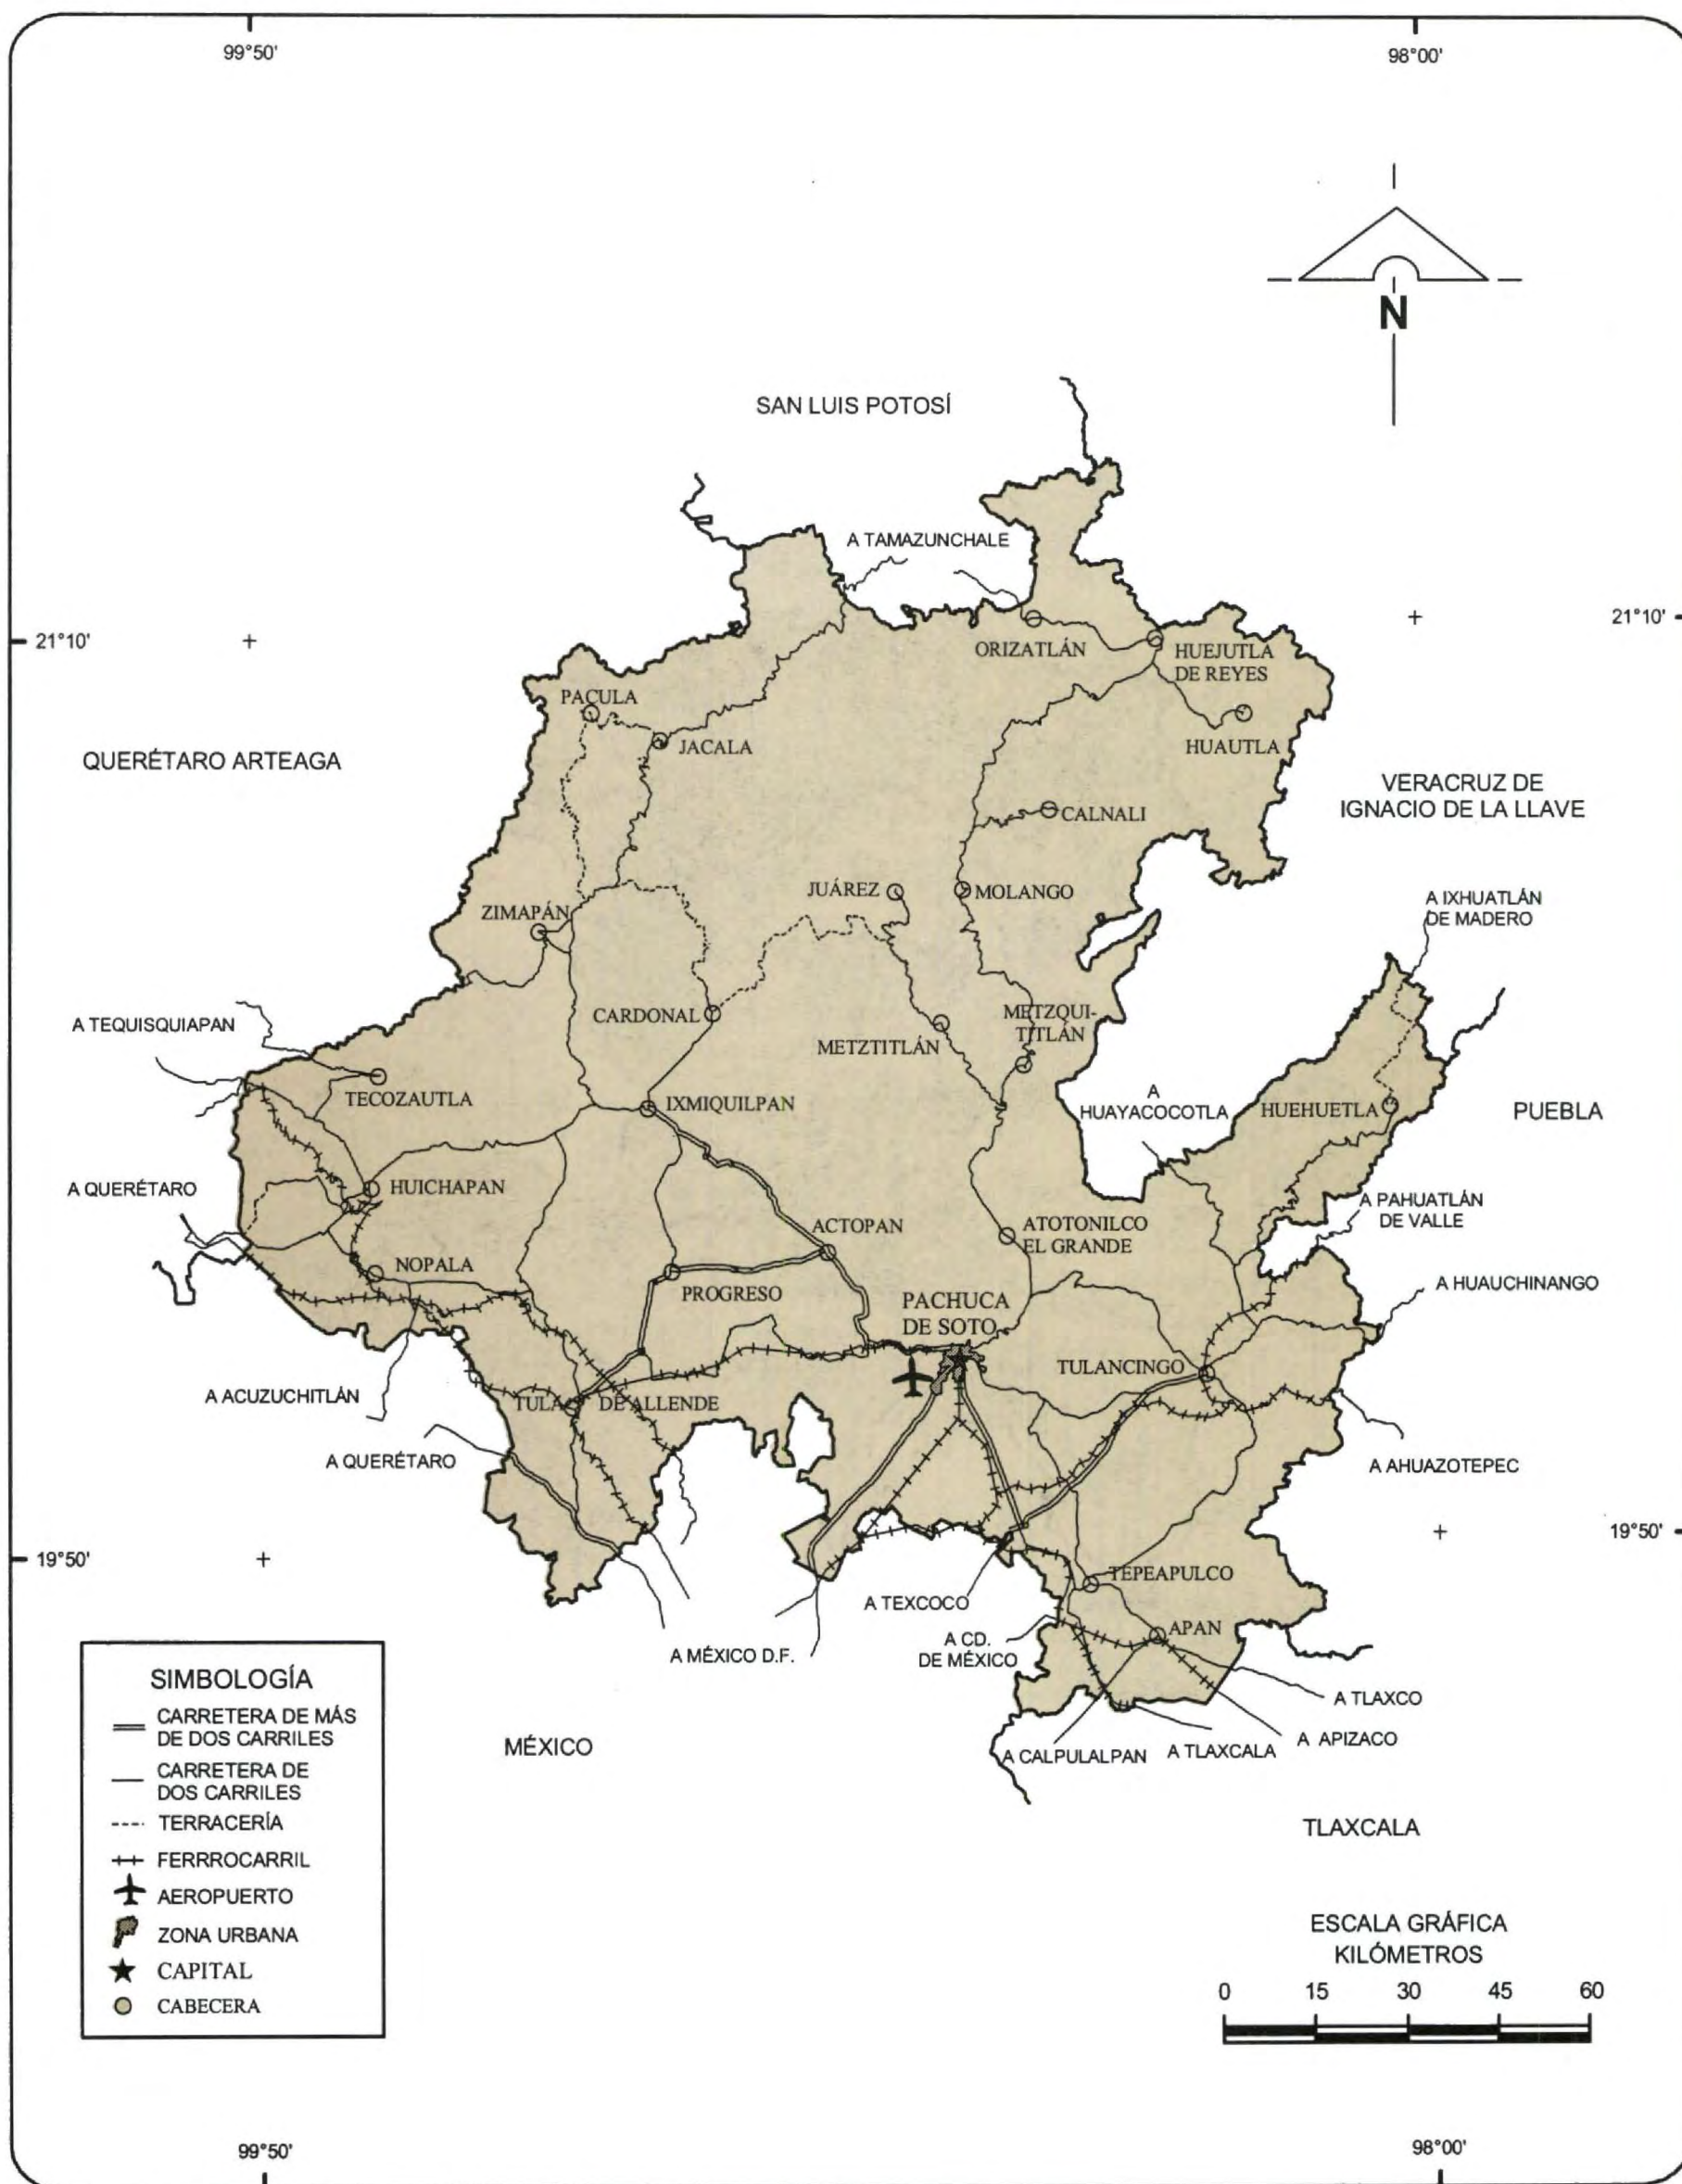 99°50'
98°00'
N
SAN LUIS POTOSÍ
A TAMAZUNCHALE
21°10'
21°10'
ORIZATLÁN
HUEJUTLA
DE REYES
PACULA
JACALA
HUAUTLA
QUERÉTARO ARTEAGA
VERACRUZ DE
IGNACIO DE LA LLAVE
CALNALI
JUÁREZ
MOLANGO
A IXHUATLÁN
DE MADERO
ZIMAPÁN
CARDONAL
METZQUI-
TITLÁN
A TEQUISQUIAPAN
METZTITLÁN
TECOZAUTLA
IXMIQUILPAN
A
HUAYACOCOTLA
HUEHUETLA
PUEBLA
A QUERÉTARO
HUICHAPAN
A PAHUATLÁN
DE VALLE
ACTOPAN
ATOTONILCO
EL GRANDE
NOPALA
PROGRESO
A HUAUCHINANGO
PACHUCA
DE SOTO
TULANCINGO
A ACUZUCHITLÁN
TULA DE ALLENDE
A QUERÉTARO
A AHUAZOTEPEC
19°50'
19°50'
TEPEAPULCO
A TEXCOCO
APAN
A MÉXICO D.F.
A CD.
DE MÉXICO
A TLAXCO
A APIZACO
A CALPULALPAN
A TLAXCALA
MÉXICO
TLAXCALA
SIMBOLOGÍA
CARRETERA DE MÁS
DE DOS CARRILES
CARRETERA DE
DOS CARRILES
TERRACERÍA
FERRROCARRIL
AEROPUERTO
ZONA URBANA
CAPITAL
CABECERA
ESCALA GRÁFICA
KILÓMETROS
0 15 30 45 60
99°50'
98°00'